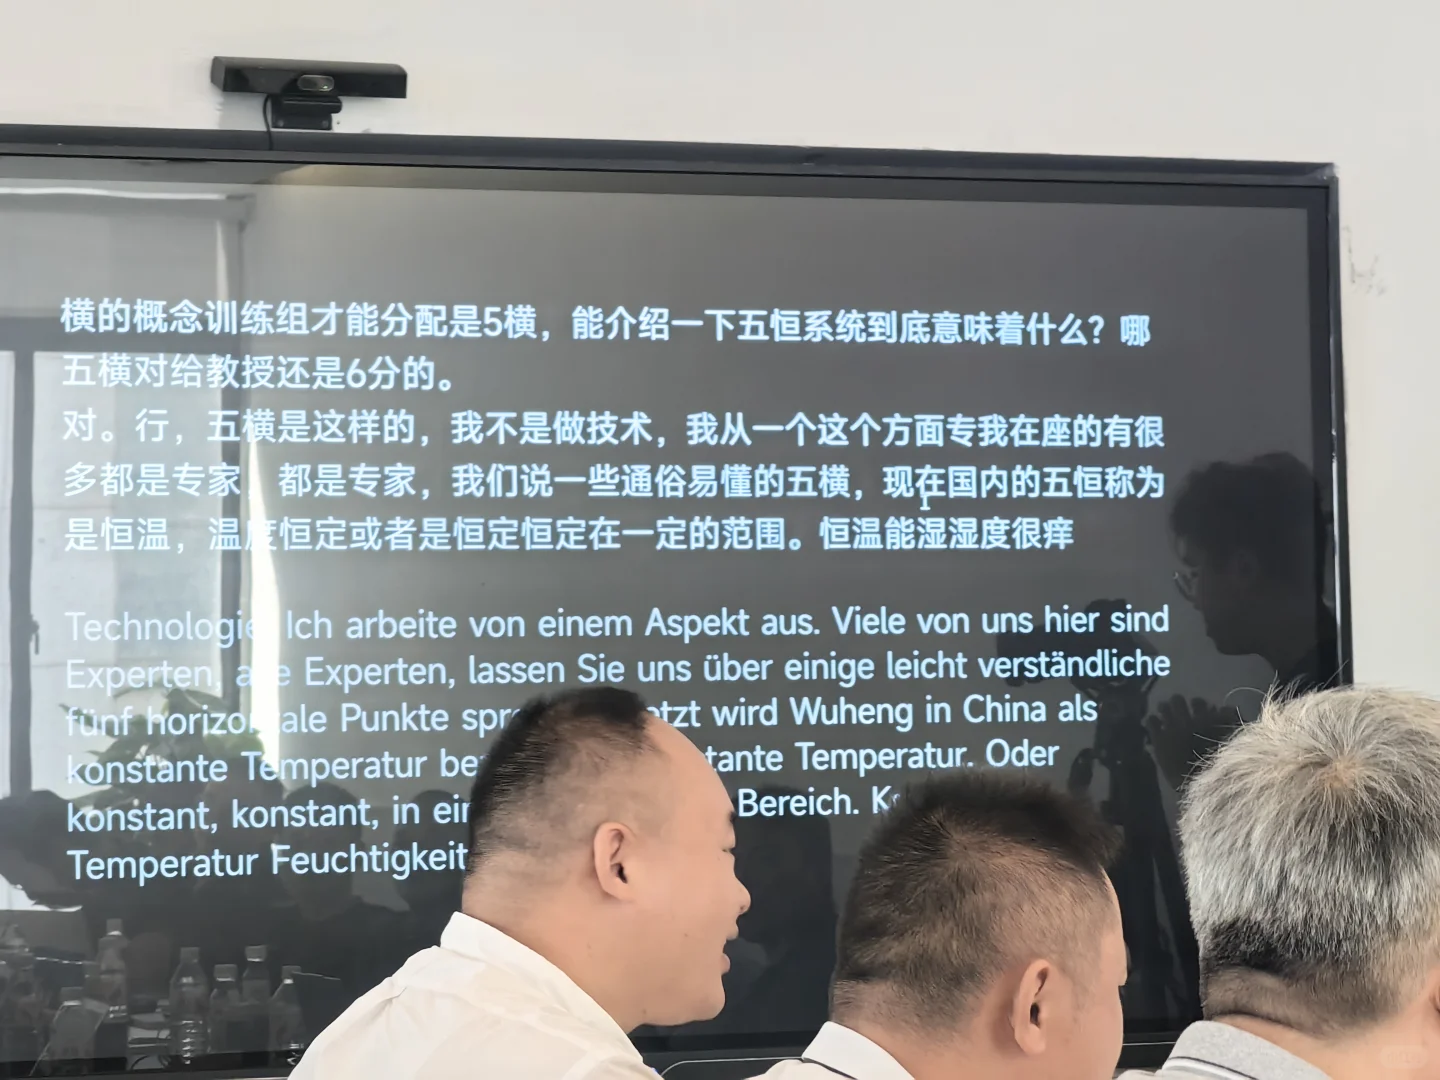 横的概念训练组才能分配是5横，能介绍一下五恒系统到底意味着什么？哪
五横对给教授还是6分的。
对。行，五横是这样的，我不是做技术，我从一个这个方面专我在座的有很
多都是专家，都是专家，我们说一些通俗易懂的五横，现在国内的五恒称为
是恒温，温度恒定或者是恒定恒定在一定的范围。恒温能湿湿度很痒
Technologie. Ich arbeite von einem Aspekt aus. Viele von uns hier sind
Experten, alle Experten, lassen Sie uns über einige leicht verständliche
fünf horizontale Punkte wird Wuheng in China als
konstante Temperatur Temperatur. Oder
konstant, konstant, in Bereich.
Temperatur Feuchtigkeit